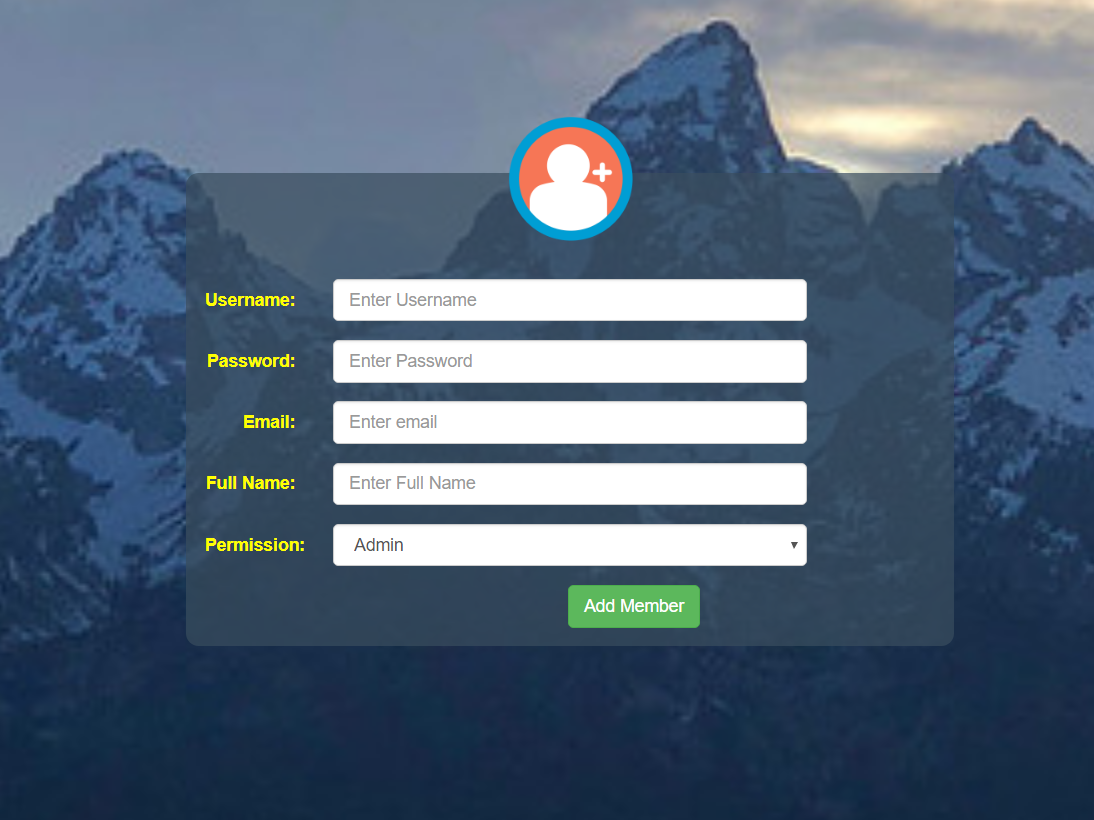 Username: Enter Username
Password: Enter Password
Email: Enter email
Full Name: Enter Full Name
Permission: Admin
Add Member